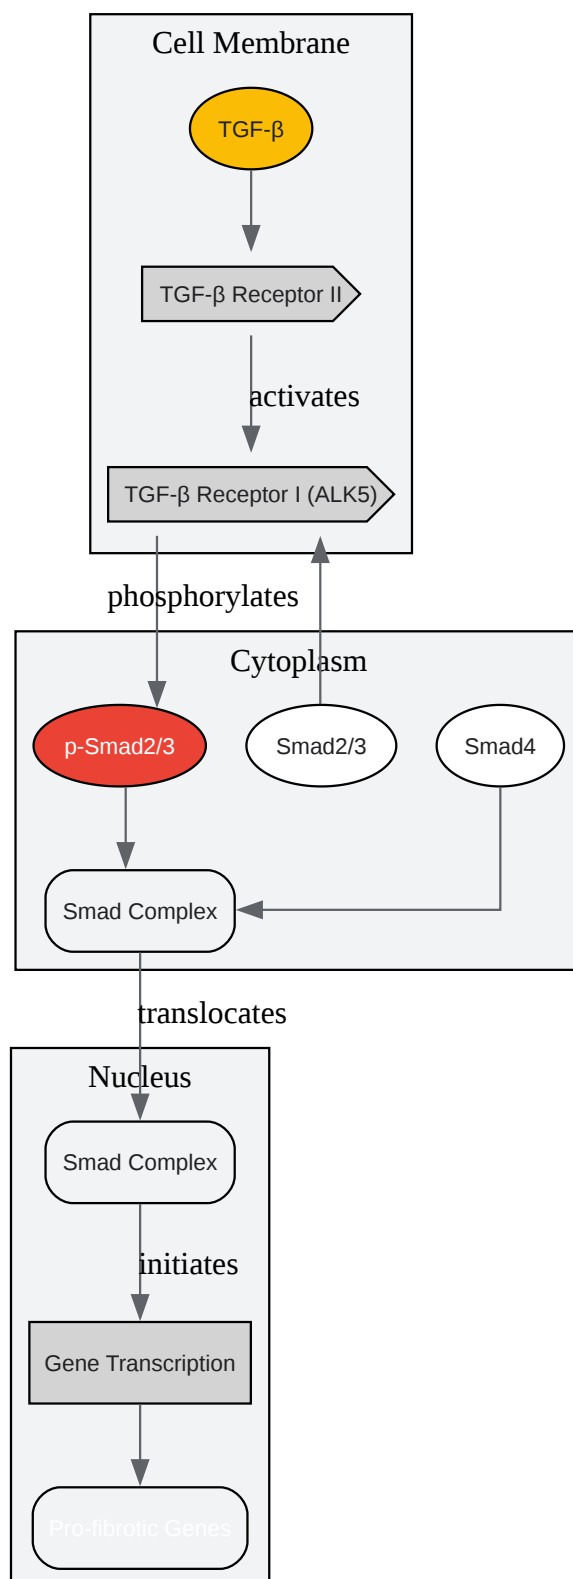 Cell Membrane
TGF-β
TGF-β Receptor II
activates
TGF-β Receptor I (ALK5)
phosphorylates
Cytoplasm
p-Smad2/3
Smad2/3
Smad4
Smad Complex
translocates
Nucleus
Smad Complex
initiates
Gene Transcription
Pro-fibrotic Genes